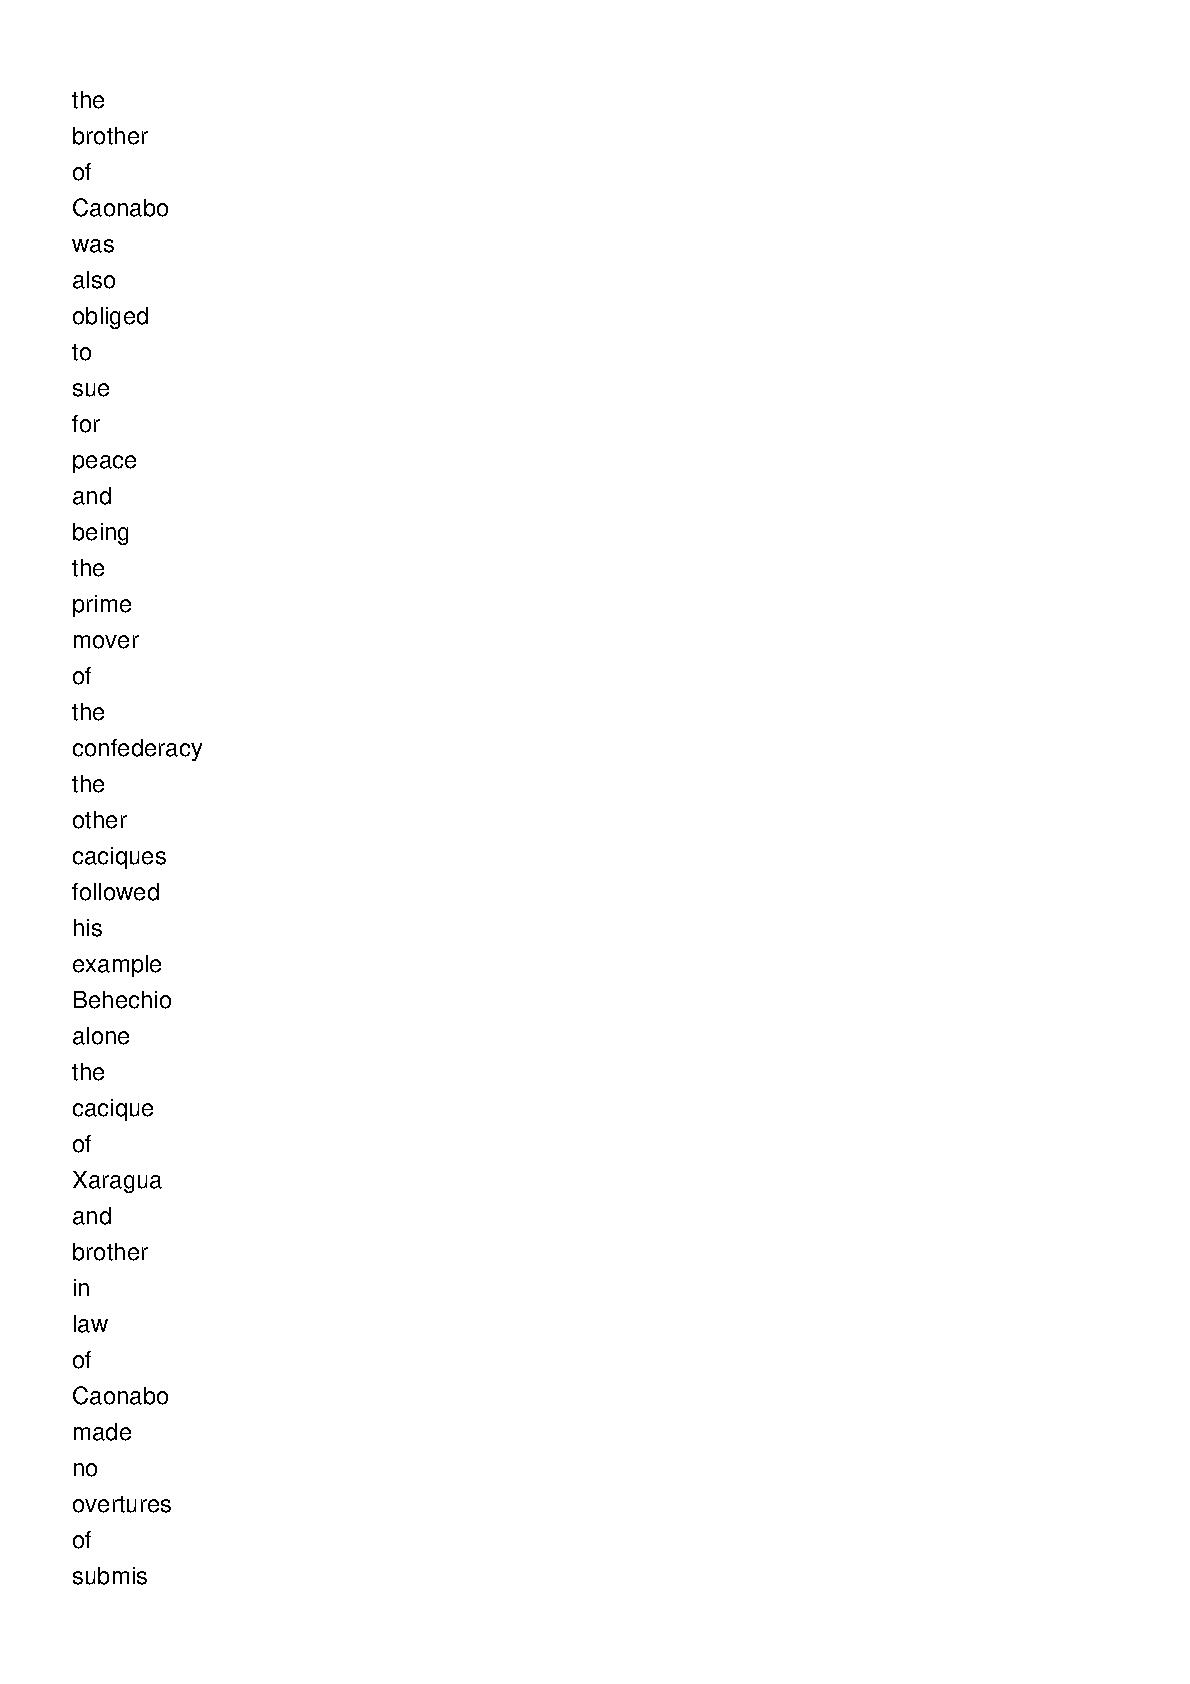 the
brother
of
Caonabo
was
also
obliged
to
sue
for
peace
and
being
the
prime
mover
of
the
confederacy
the
other
caciques
followed
his
example
Behechio
alone
the
cacique
of
Xaragua
and
brother
in
law
of
Caonabo
made
no
overtures
of
submis